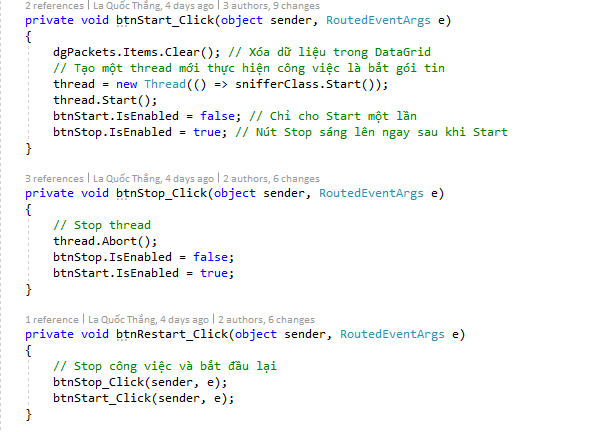 2 references | La Quốc Thắng, 4 days ago | 3 authors, 9 changes
private void btnStart_Click(object sender, RoutedEventArgs e)
{
    dgPackets.Items.Clear(); // Xóa dữ liệu trong DataGrid
    // Tạo một thread mới thực hiện công việc là bắt gói tin
    thread = new Thread(() => snifferClass.Start());
    thread.Start();
    btnStart.IsEnabled = false; // Chỉ cho Start một lần
    btnStop.IsEnabled = true; // Nút Stop sáng lên ngay sau khi Start
}
3 references | La Quốc Thắng, 4 days ago | 2 authors, 6 changes
private void btnStop_Click(object sender, RoutedEventArgs e)
{
    // Stop thread
    thread.Abort();
    btnStop.IsEnabled = false;
    btnStart.IsEnabled = true;
}
1 reference | La Quốc Thắng, 4 days ago | 2 authors, 6 changes
private void btnRestart_Click(object sender, RoutedEventArgs e)
{
    // Stop công việc và bắt đầu lại
    btnStop_Click(sender, e);
    btnStart_Click(sender, e);
}